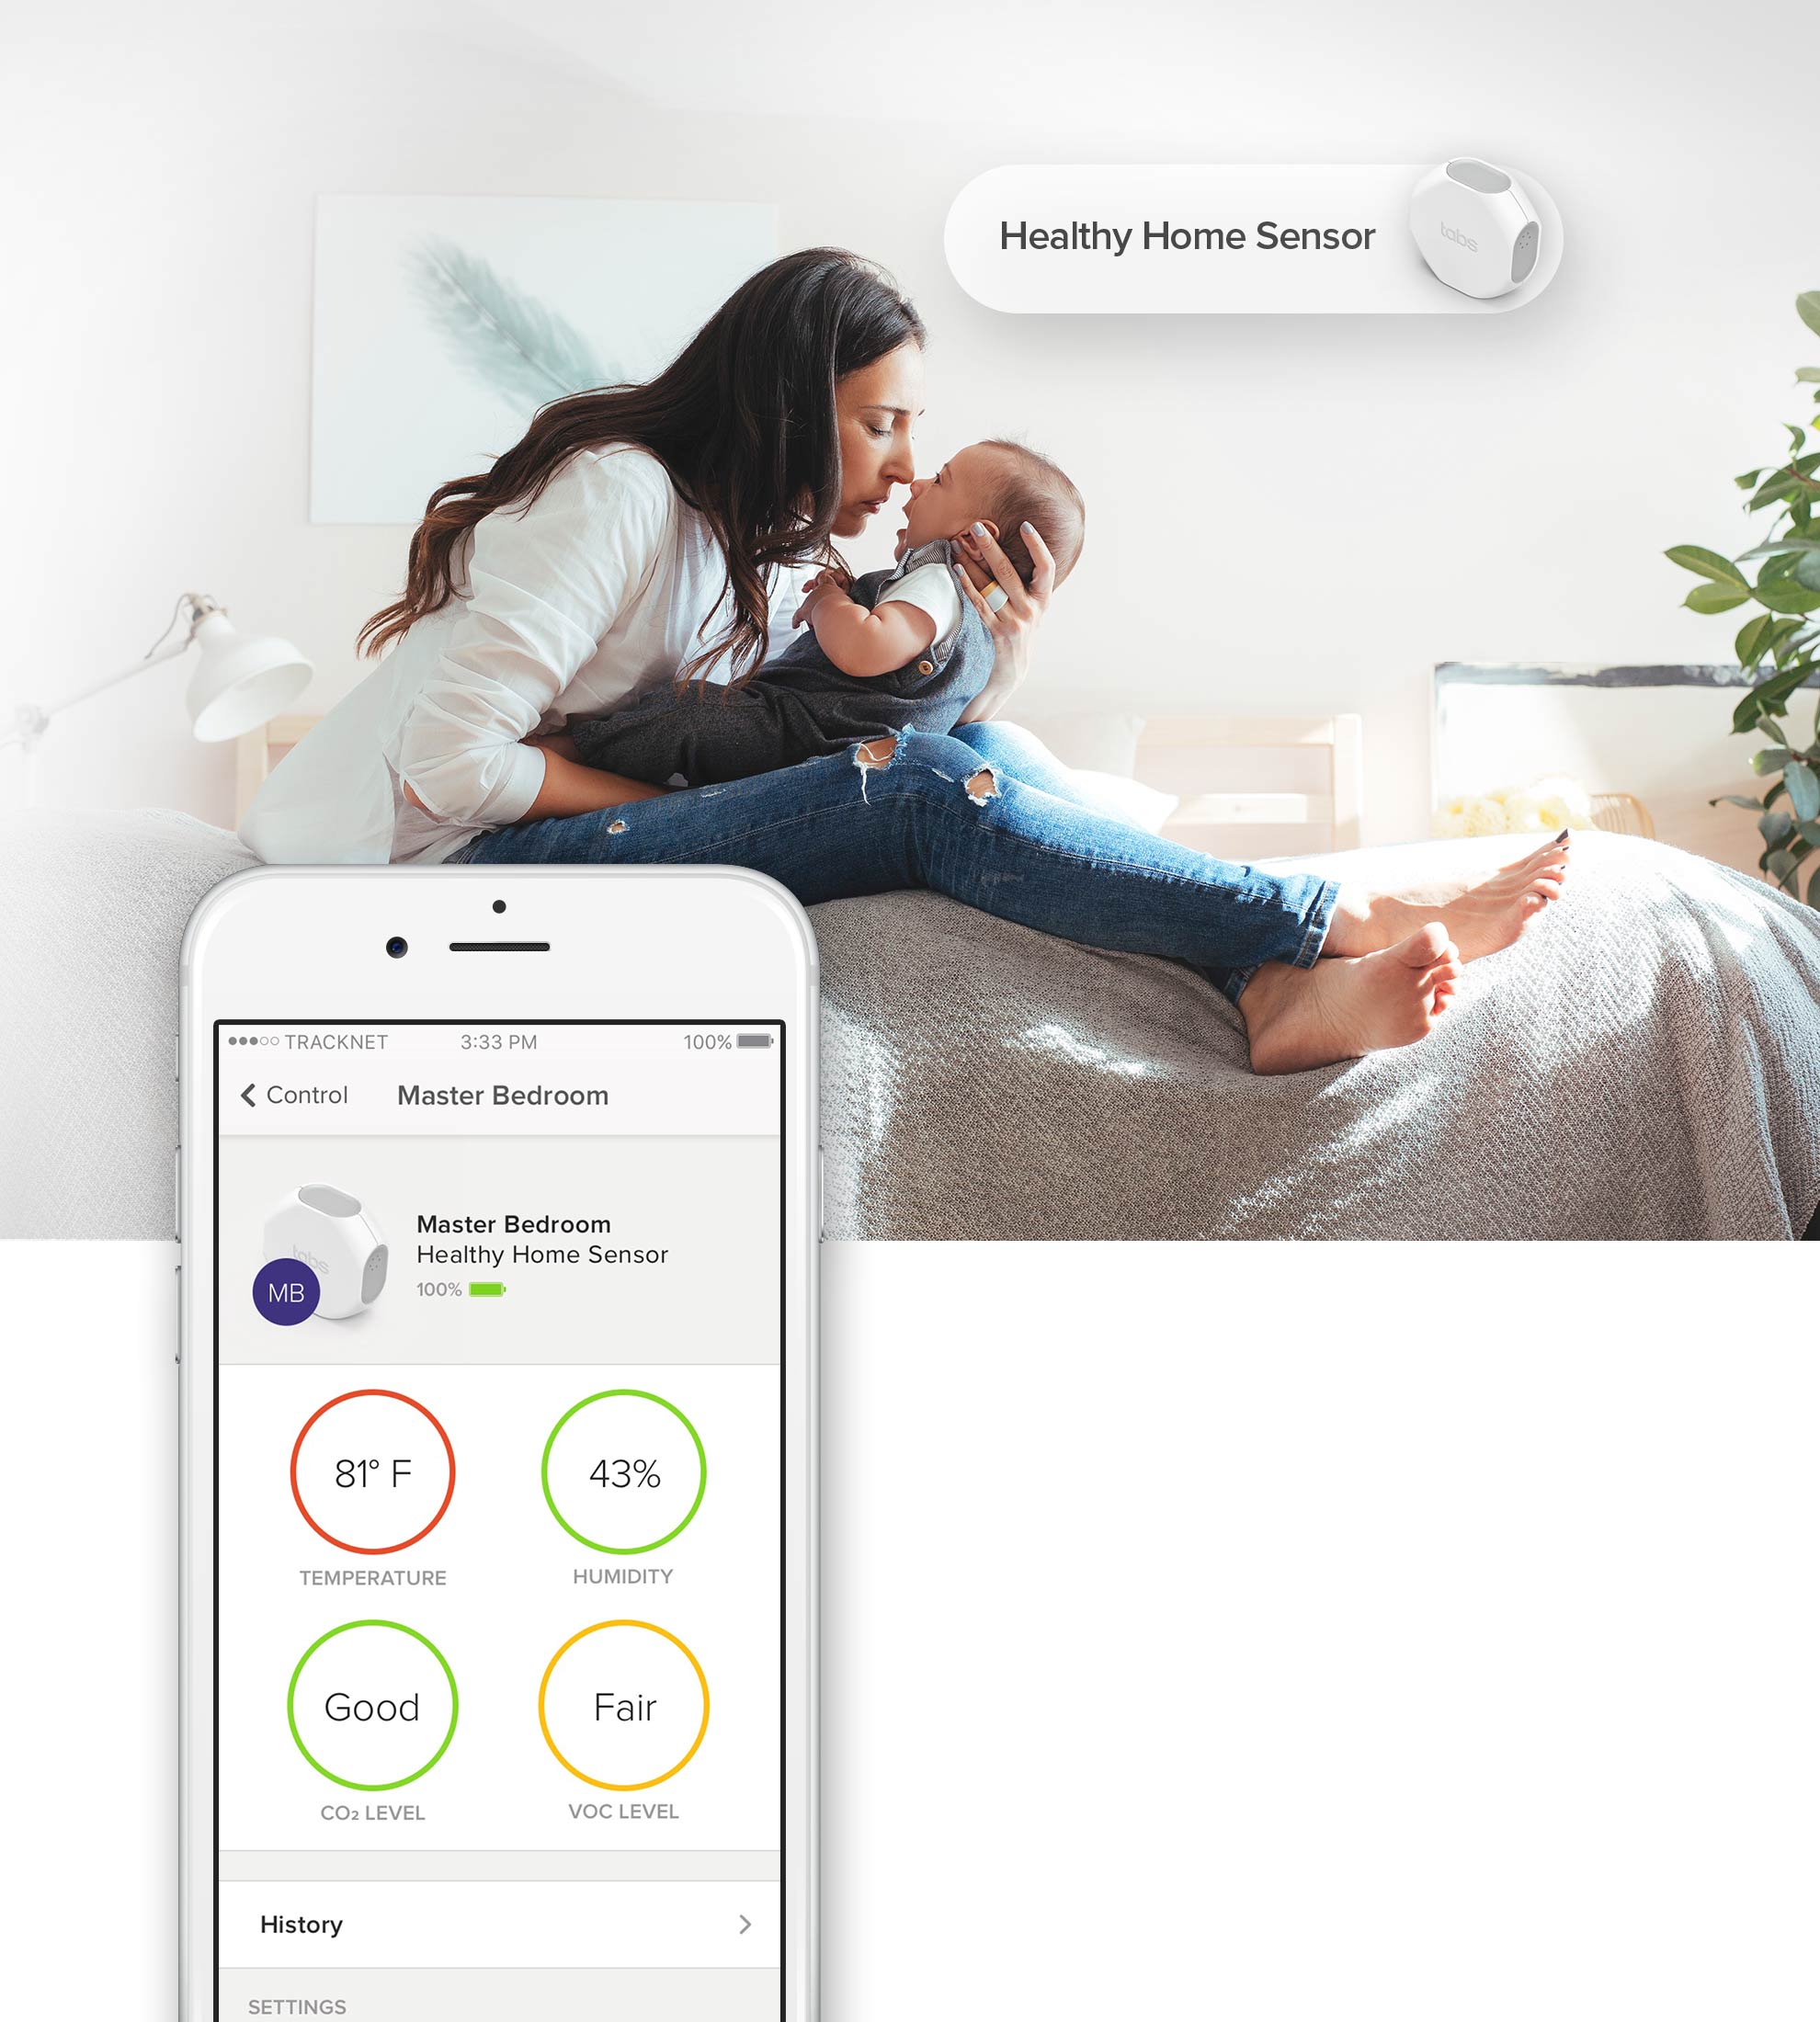 Healthy Home Sensor
tabs
TRACKNET 3:33 PM 100%
Control Master Bedroom
tabs
MB
Master Bedroom
Healthy Home Sensor
100%
81° F 43%
TEMPERATURE HUMIDITY
Good Fair
CO₂ LEVEL VOC LEVEL
History
SETTINGS